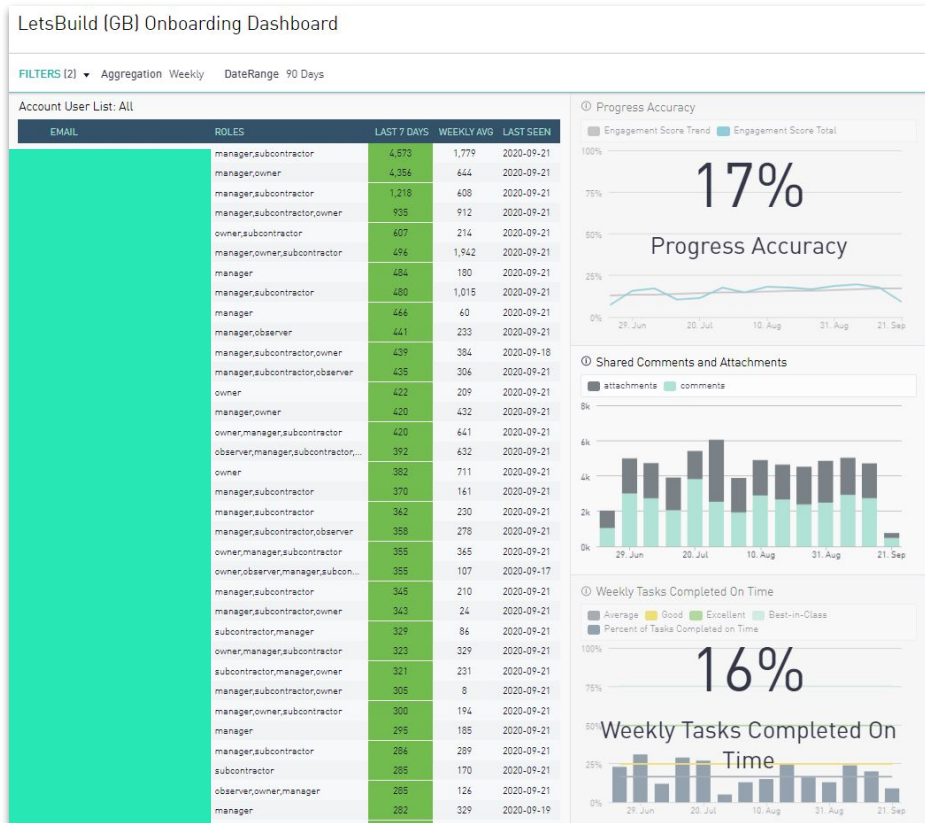 LetsBuild (GB) Onboarding Dashboard
FILTERS (2) Aggregation Weekly DateRange 90 Days
Account User List: All
EMAIL ROLES LAST 7 DAYS WEEKLY AVG LAST SEEN
manager,subcontractor 4,573 1,779 2020-09-21
manager,owner 4,356 644 2020-09-21
manager,subcontractor 1,218 608 2020-09-21
manager,subcontractor,owner 935 912 2020-09-21
owner,subcontractor 607 214 2020-09-21
manager,owner,subcontractor 496 1,942 2020-09-21
manager 484 180 2020-09-21
manager,subcontractor 480 1,015 2020-09-21
manager 466 60 2020-09-21
manager,observer 441 233 2020-09-21
manager,subcontractor,owner 439 384 2020-09-18
manager,subcontractor,observer 435 306 2020-09-21
owner 422 209 2020-09-21
manager,owner 420 432 2020-09-21
owner,manager,subcontractor 420 641 2020-09-21
observer,manager,subcontractor,... 392 632 2020-09-21
owner 382 711 2020-09-21
manager,subcontractor 370 161 2020-09-21
manager,subcontractor 362 230 2020-09-21
manager,subcontractor,observer 358 278 2020-09-21
owner,manager,subcontractor 355 365 2020-09-21
owner,observer,manager,subcon... 355 107 2020-09-17
manager,subcontractor 345 210 2020-09-21
manager,subcontractor,owner 343 24 2020-09-21
subcontractor,manager 329 86 2020-09-21
owner,manager,subcontractor 323 329 2020-09-21
subcontractor,manager,owner 321 231 2020-09-21
manager,subcontractor,owner 305 8 2020-09-21
manager,owner,subcontractor 300 194 2020-09-21
manager 295 185 2020-09-21
manager,subcontractor 286 289 2020-09-21
subcontractor 285 170 2020-09-21
observer,owner,manager 285 126 2020-09-21
manager 282 329 2020-09-19
Progress Accuracy
Engagement Score Trend Engagement Score Total
100%
17%
75%
50%
Progress Accuracy
25%
0%
29. Jun 20. Jul 10. Aug 31. Aug 21. Sep
Shared Comments and Attachments
attachments comments
8k
6k
4k
2k
0k
29. Jun 20. Jul 10. Aug 31. Aug 21. Sep
Weekly Tasks Completed On Time
Average Good Excellent Best-in-Class
Percent of Tasks Completed on Time
100%
16%
75%
50%
Weekly Tasks Completed On
Time
25%
0%
29. Jun 20. Jul 10. Aug 31. Aug 21. Sep